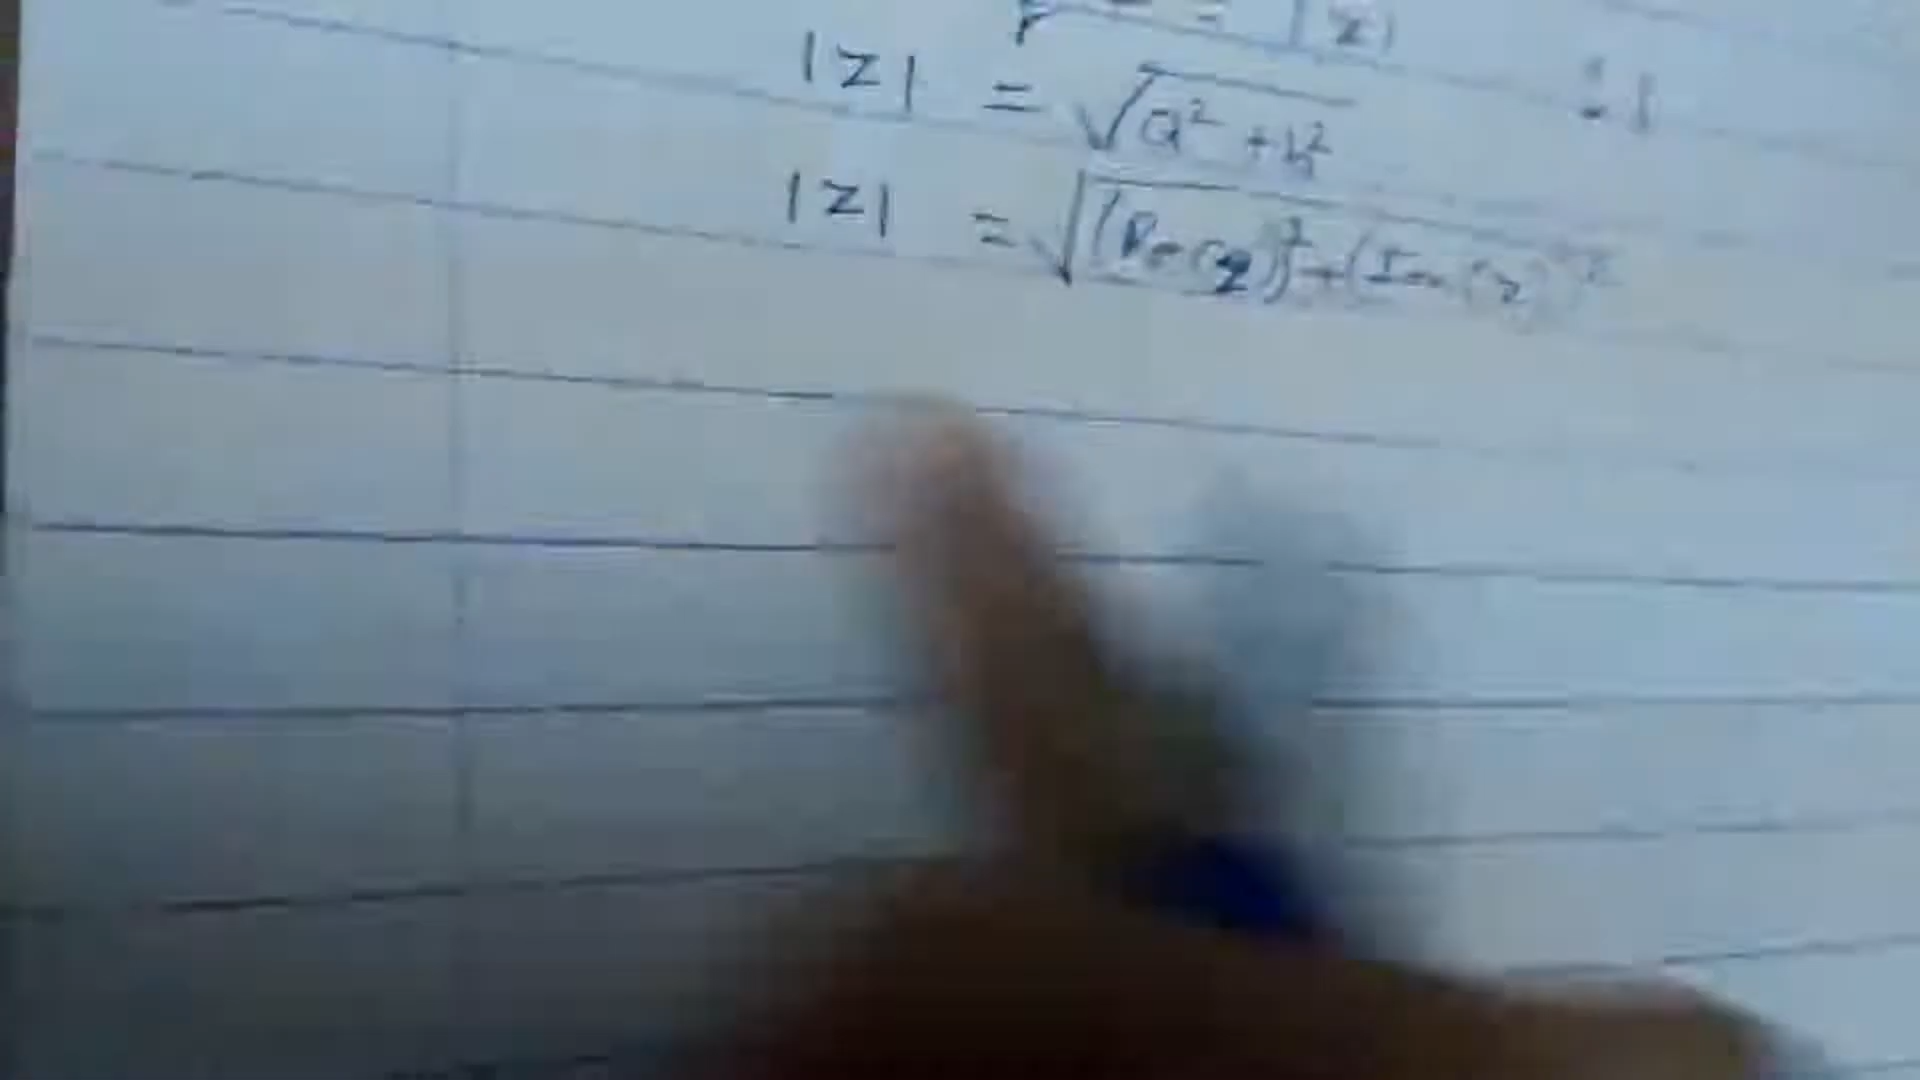 |z|
|z| = √(a² + b²)
|z| = √((Re(z))² + (Im(z))²)